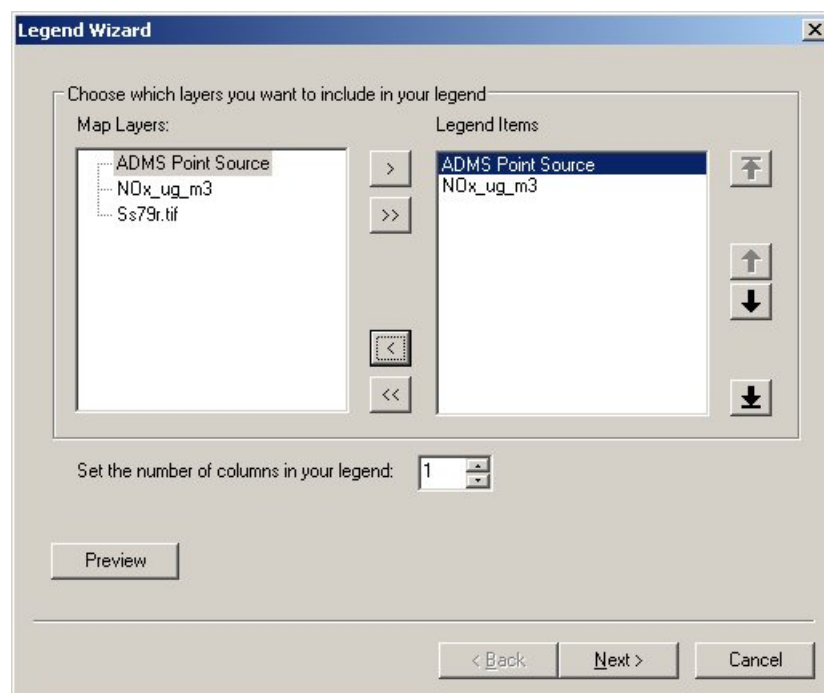 Legend Wizard
Choose which layers you want to include in your legend
Map Layers:
Legend Items
ADMS Point Source
NOx_ug_m3
Ss79r.tif
>
>>
<
<<
ADMS Point Source
NOx_ug_m3
Set the number of columns in your legend:
1
Preview
< Back
Next >
Cancel